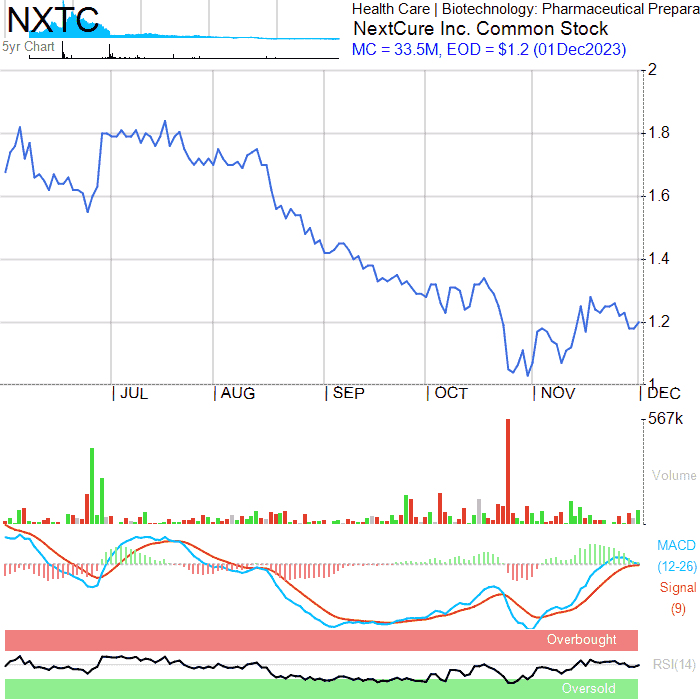 NXTC
5yr Chart
Health Care | Biotechnology: Pharmaceutical Prepara
NextCure Inc. Common Stock
MC = 33.5M, EOD = $1.2 (01Dec2023)
2
1.8
1.6
1.4
1.2
1
JUL
AUG
SEP
OCT
NOV
DEC
567k
Volume
MACD
(12-26)
Signal
(9)
Overbought
RSI(14)
Oversold